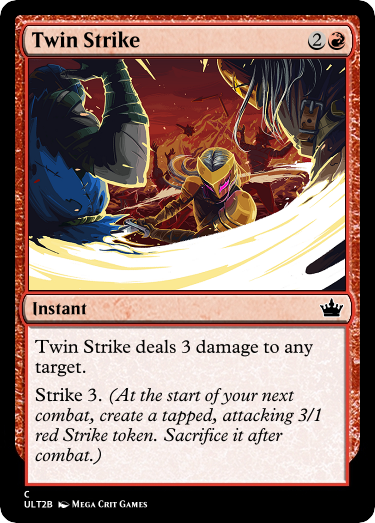 Twin Strike
2
Instant
Twin Strike deals 3 damage to any
target.
Strike 3. (At the start of your next
combat, create a tapped, attacking 3/1
red Strike token. Sacrifice it after
combat.)
C
ULT2B Mega Crit Games